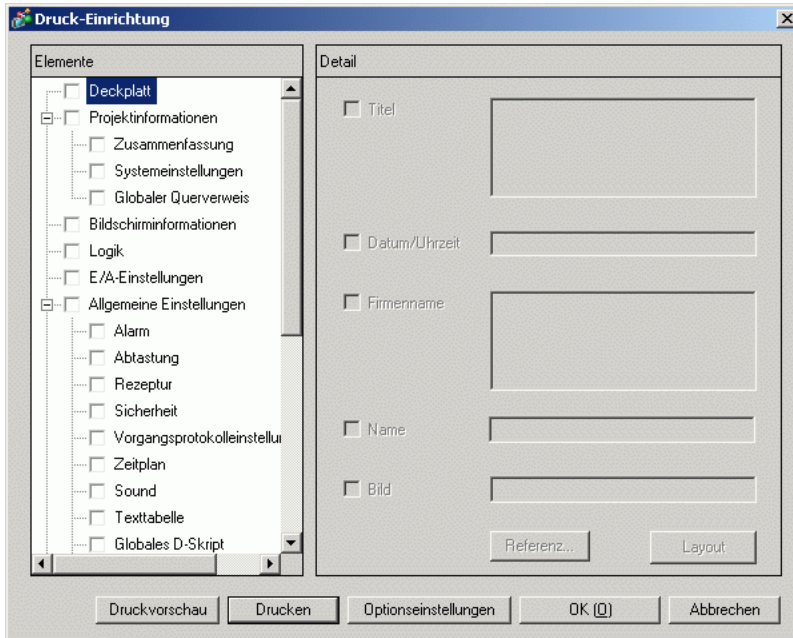 Druck-Einrichtung
Elemente
Deckplatt
Projektinformationen
Zusammenfassung
Systemeinstellungen
Globaler Querverweis
Bildschirminformationen
Logik
E/A-Einstellungen
Allgemeine Einstellungen
Alarm
Abtastung
Rezeptur
Sicherheit
Vorgangsprotokolleinstellu
Zeitplan
Sound
Texttabelle
Globales D-Skript
Detail
Titel
Datum/Uhrzeit
Firmenname
Name
Bild
Referenz...
Layout
Druckvorschau
Drucken
Optionseinstellungen
OK (O)
Abbrechen